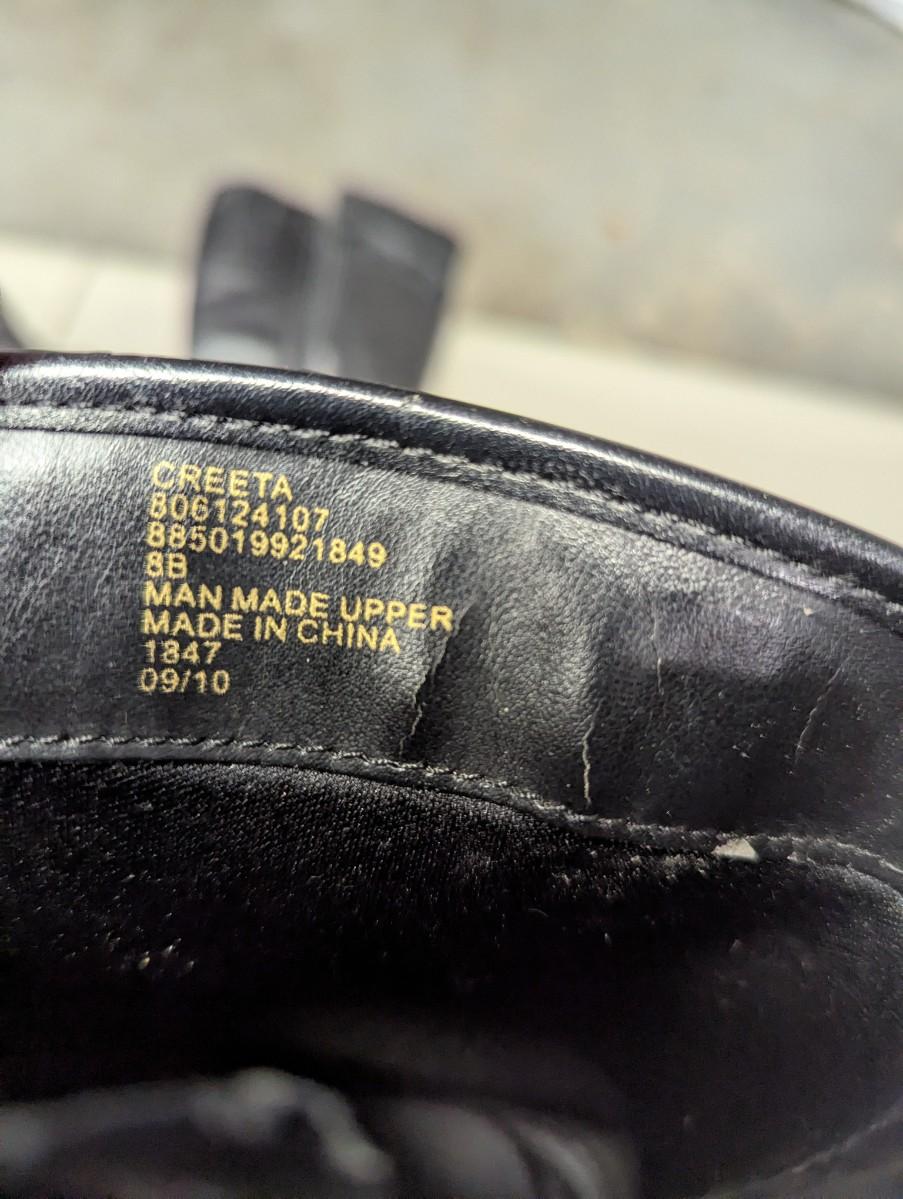 CREETA
806124107
885019921849
8B
MAN MADE UPPER
MADE IN CHINA
1847
09/10